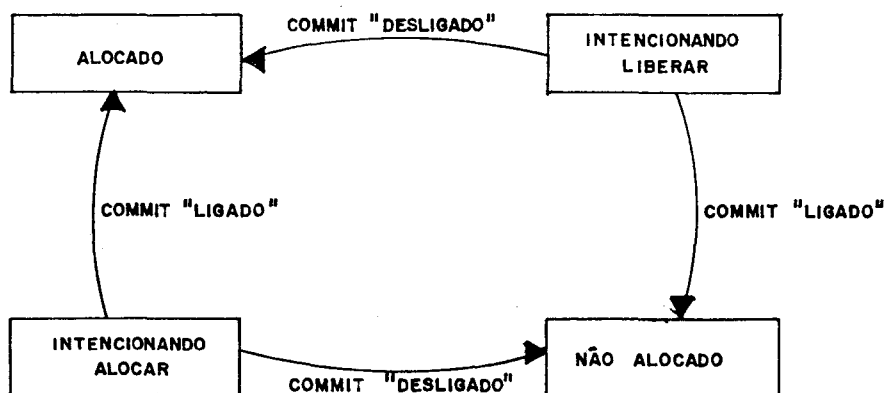 COMMIT "DESLIGADO"
ALOCADO
INTENCIONANDO
LIBERAR
COMMIT "LIGADO"
COMMIT "LIGADO"
INTENCIONANDO
ALOCAR
NÃO ALOCADO
COMMIT "DESLIGADO"